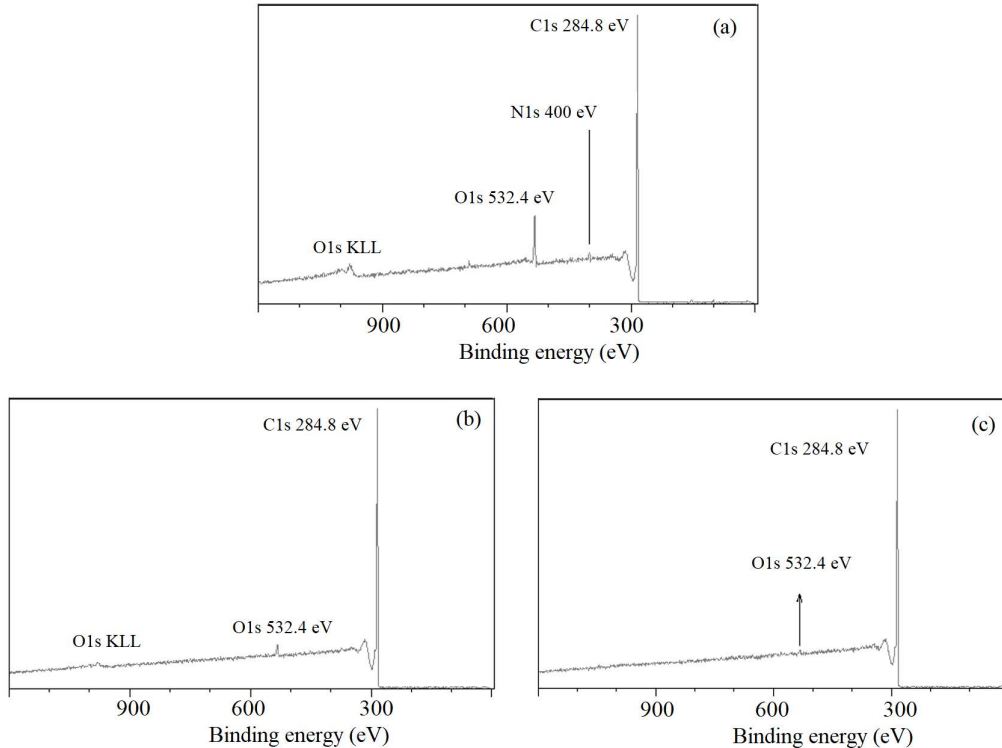 C1s 284.8 eV
(a)
N1s 400 eV
O1s 532.4 eV
O1s KLL
900 600 300
Binding energy (eV)
C1s 284.8 eV
(b)
O1s 532.4 eV
O1s KLL
900 600 300
Binding energy (eV)
(c)
C1s 284.8 eV
O1s 532.4 eV
900 600 300
Binding energy (eV)